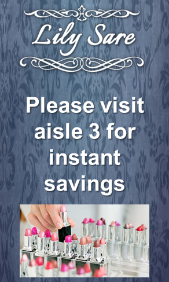 Lily Sare
Please visit
aisle 3 for
instant
savings